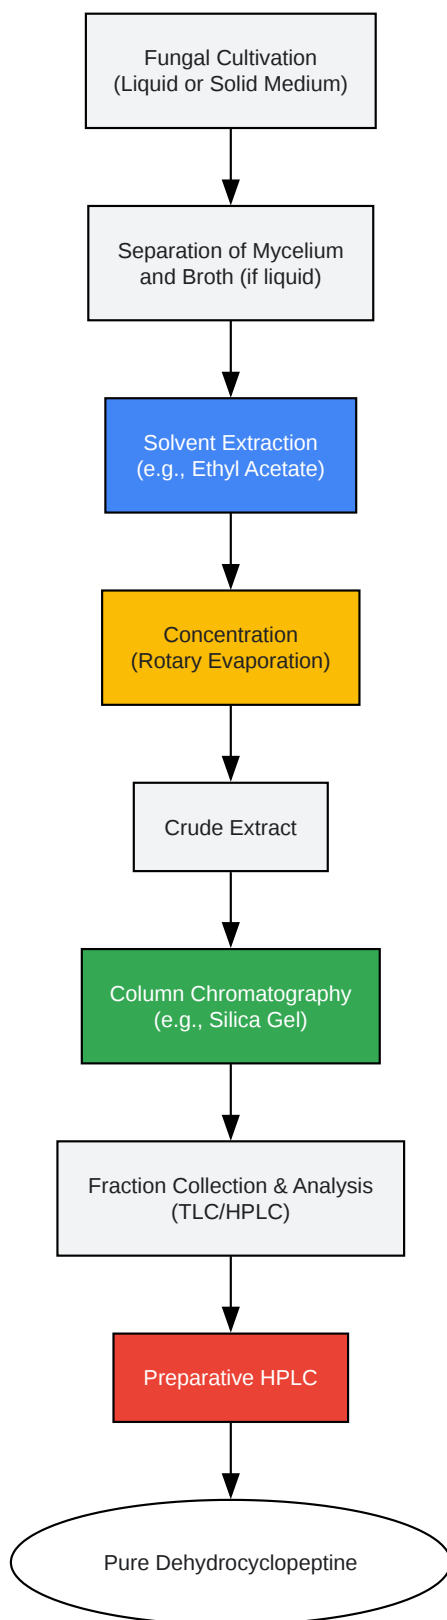 Fungal Cultivation
(Liquid or Solid Medium)
Separation of Mycelium
and Broth (if liquid)
Solvent Extraction
(e.g., Ethyl Acetate)
Concentration
(Rotary Evaporation)
Crude Extract
Column Chromatography
(e.g., Silica Gel)
Fraction Collection & Analysis
(TLC/HPLC)
Preparative HPLC
Pure Dehydrocyclopeptine